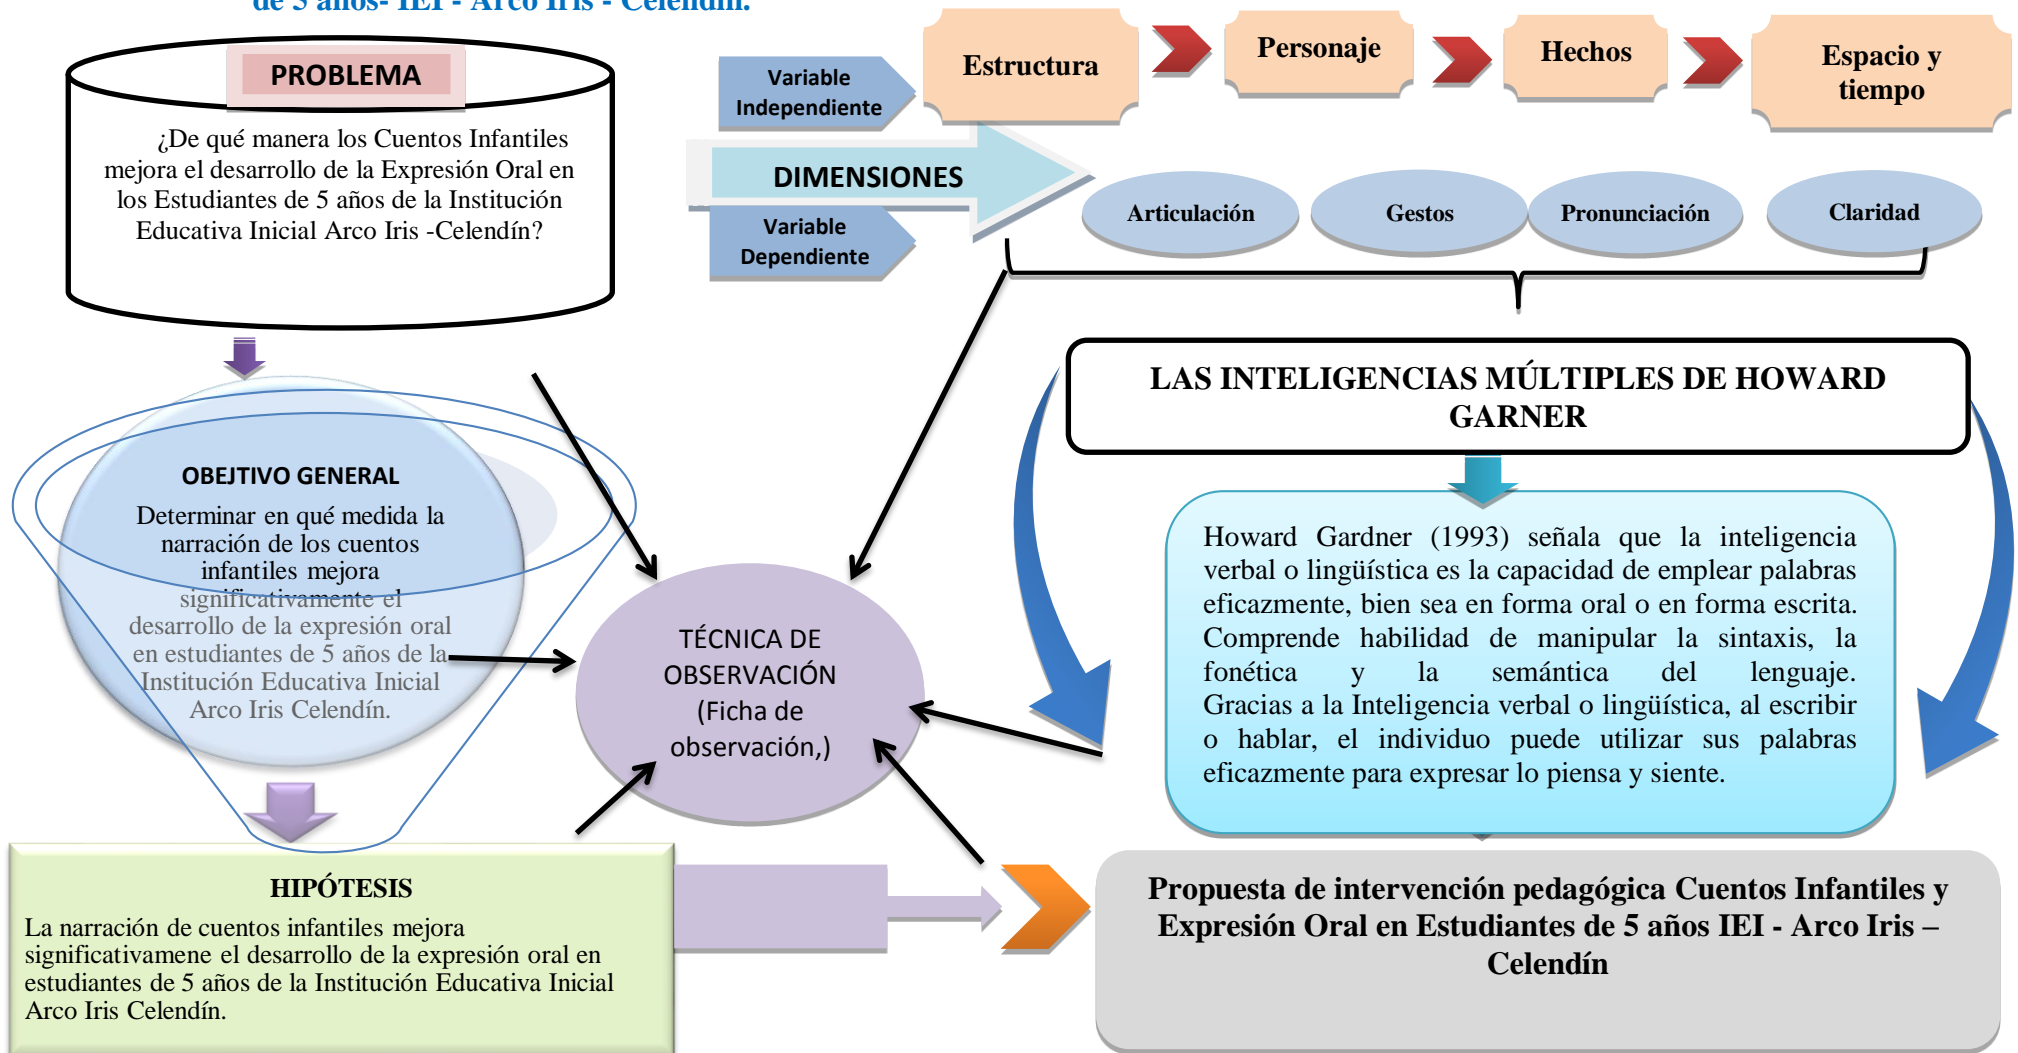 de 5 años- IEI - Arco Iris - Celendín.
PROBLEMA
¿De qué manera los Cuentos Infantiles
mejora el desarrollo de la Expresión Oral en
los Estudiantes de 5 años de la Institución
Educativa Inicial Arco Iris -Celendín?
Variable
Independiente
Estructura
Personaje
Hechos
Espacio y
tiempo
DIMENSIONES
Variable
Dependiente
Articulación
Gestos
Pronunciación
Claridad
LAS INTELIGENCIAS MÚLTIPLES DE HOWARD
GARNER
OBEJTIVO GENERAL
Determinar en qué medida la
narración de los cuentos
infantiles mejora
significativamente el
desarrollo de la expresión oral
en estudiantes de 5 años de la
Institución Educativa Inicial
Arco Iris Celendín.
TÉCNICA DE
OBSERVACIÓN
(Ficha de
observación,)
Howard Gardner (1993) señala que la inteligencia
verbal o lingüística es la capacidad de emplear palabras
eficazmente, bien sea en forma oral o en forma escrita.
Comprende habilidad de manipular la sintaxis, la
fonética y la semántica del lenguaje.
Gracias a la Inteligencia verbal o lingüística, al escribir
o hablar, el individuo puede utilizar sus palabras
eficazmente para expresar lo piensa y siente.
HIPÓTESIS
La narración de cuentos infantiles mejora
significativamene el desarrollo de la expresión oral en
estudiantes de 5 años de la Institución Educativa Inicial
Arco Iris Celendín.
Propuesta de intervención pedagógica Cuentos Infantiles y
Expresión Oral en Estudiantes de 5 años IEI - Arco Iris –
Celendín